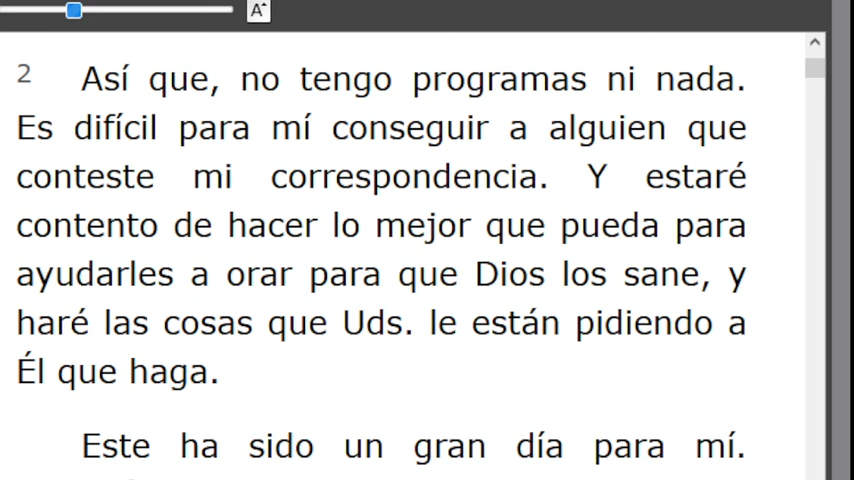 A
2 Así que, no tengo programas ni nada.
Es difícil para mí conseguir a alguien que
conteste mi correspondencia. Y estaré
contento de hacer lo mejor que pueda para
ayudarles a orar para que Dios los sane, y
haré las cosas que Uds. le están pidiendo a
Él que haga.
Este ha sido un gran día para mí.